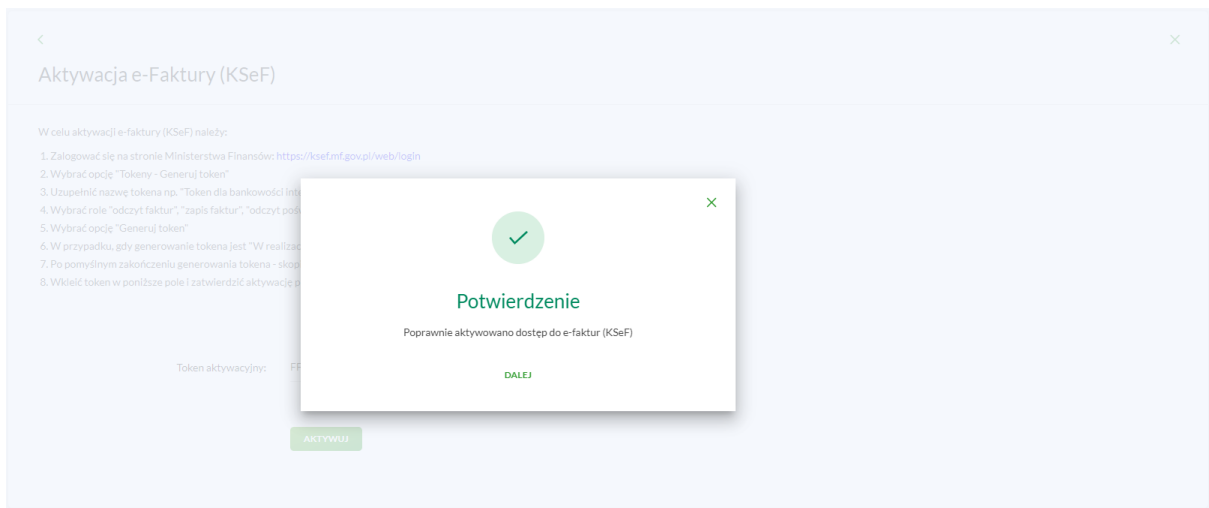 Aktywacja e-Faktury (KSeF)
W celu aktywacji e-faktury (KSeF) należy:
1. Zalogować się na stronie Ministerstwa Finansów: https://ksef.mf.gov.pl/web/login
2. Wybrać opcję "Tokeny - Generuj token"
3. Uzupełnić nazwę tokena np. "Token dla bankowości
4. Wybrać role "odczyt faktur", "zapis faktur", "odczyt
5. Wybrać opcję "Generuj token"
6. W przypadku, gdy generowanie tokena jest "W
7. Po pomyślnym zakończeniu generowania tokena -
8. Wkleić token w poniższe pole i zatwierdzić aktywację
Potwierdzenie
Poprawnie aktywowano dostęp do e-faktur (KSeF)
DALEJ
Token aktywacyjny:
AKTYWUJ